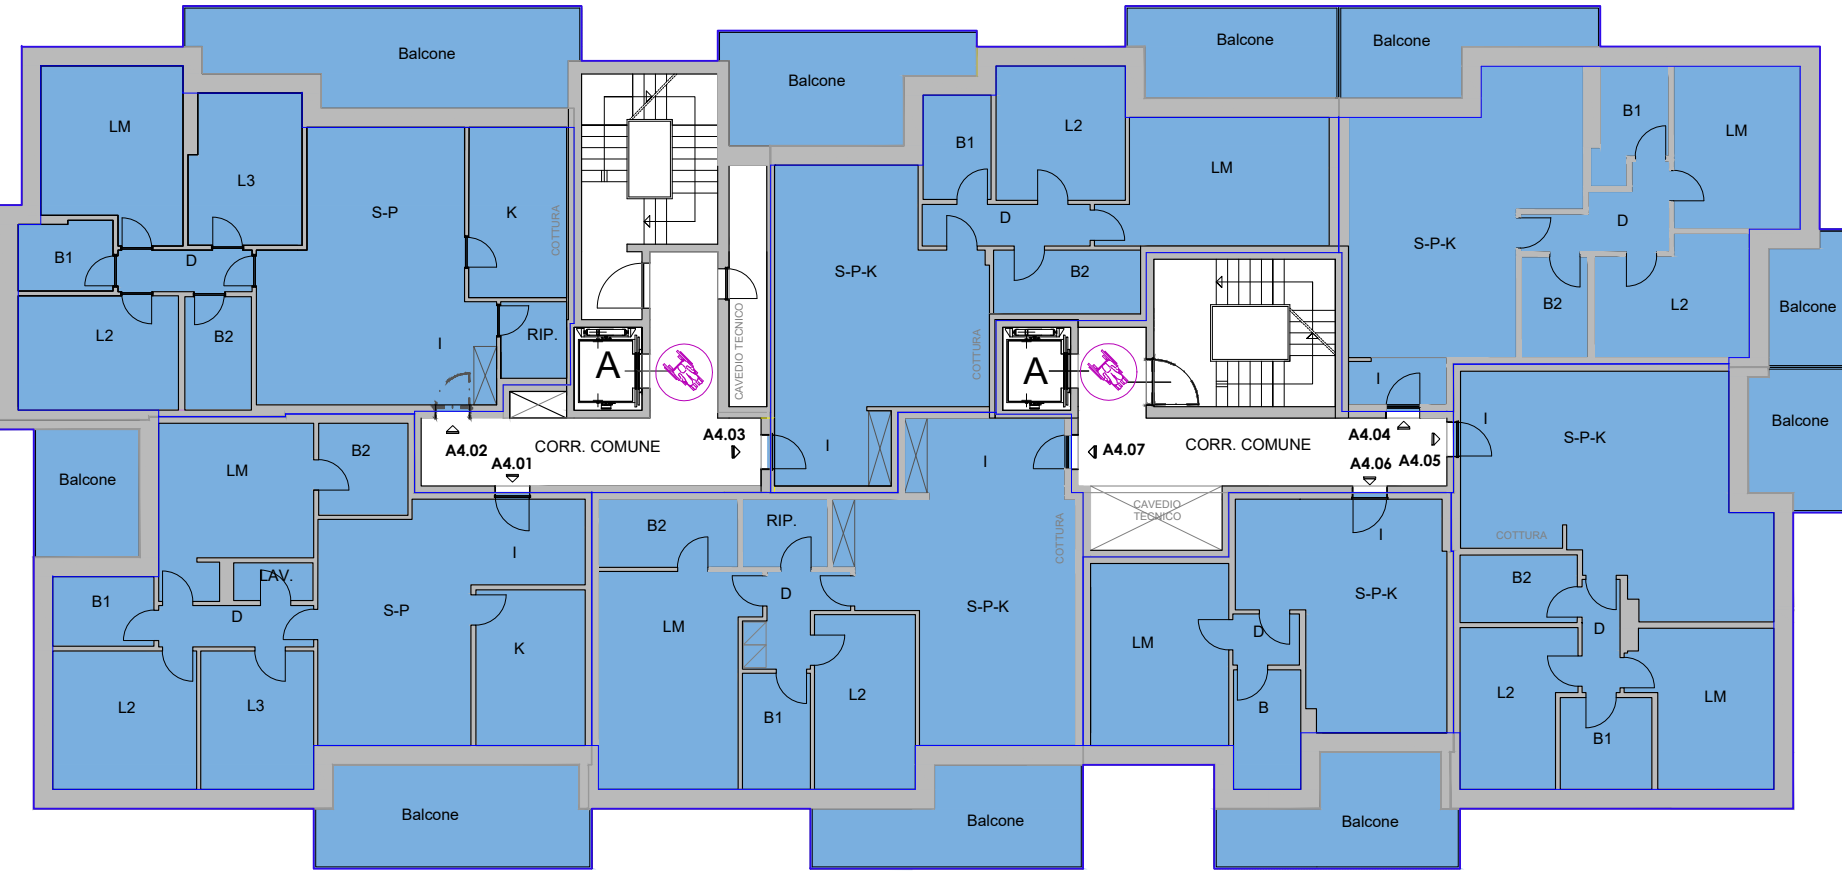 Balcone
Balcone
Balcone
Balcone
LM
L3
S-P
K
COTTURA
B1
D
L2
B2
I
RIP.
B1
L2
LM
D
S-P-K
B2
COTTURA
CAVEDIO TECNICO
B1
LM
D
S-P-K
B2
L2
I
Balcone
Balcone
A
A
A4.02
A4.01
CORR. COMUNE
A4.03
A4.07
CORR. COMUNE
A4.04
A4.06
A4.05
CAVEDIO
TECNICO
Balcone
LM
B2
I
LAV.
B1
D
S-P
K
L2
L3
Balcone
I
I
B2
RIP.
COTTURA
D
LM
S-P-K
L2
B1
Balcone
I
S-P-K
LM
D
B
Balcone
I
S-P-K
COTTURA
B2
D
L2
LM
B1